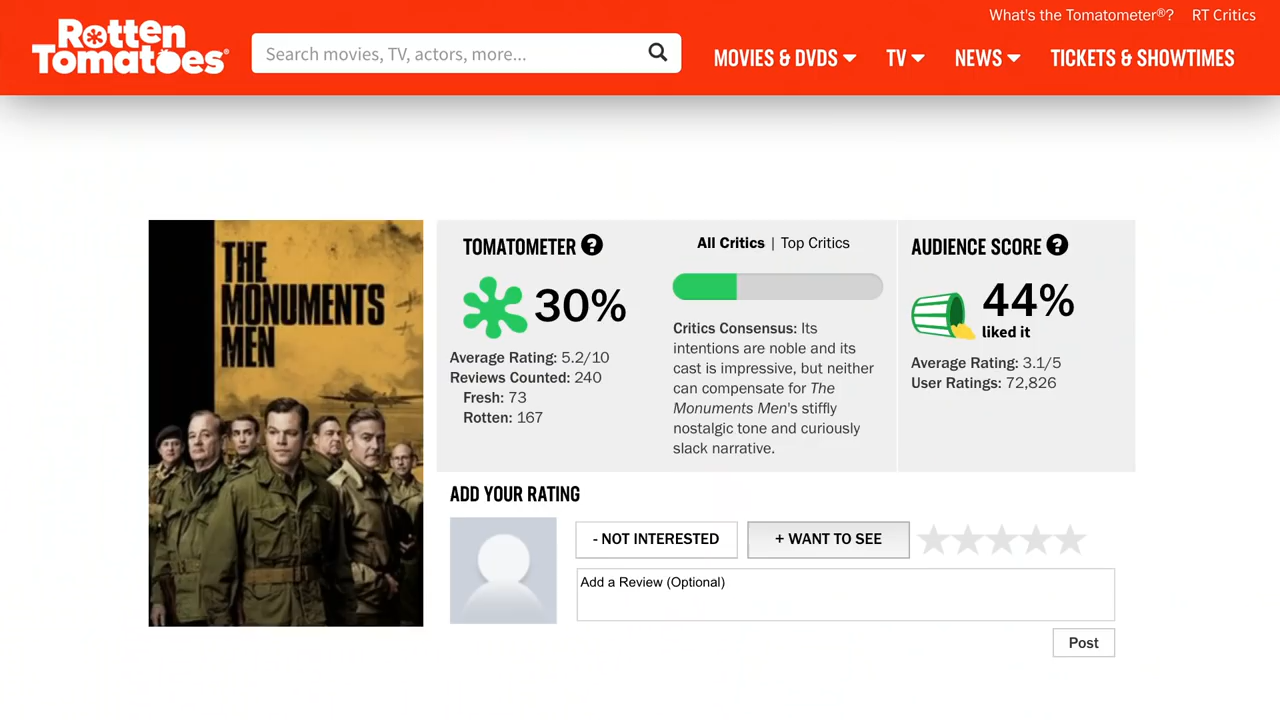 What's the Tomatometer®? RT Critics
Rotten
Tomatoes®
Search movies, TV, actors, more...
MOVIES & DVDS TV NEWS TICKETS & SHOWTIMES
THE
MONUMENTS
MEN
TOMATOMETER ?
30%
Average Rating: 5.2/10
Reviews Counted: 240
Fresh: 73
Rotten: 167
All Critics | Top Critics
Critics Consensus: Its
intentions are noble and its
cast is impressive, but neither
can compensate for The
Monuments Men's stiffly
nostalgic tone and curiously
slack narrative.
AUDIENCE SCORE ?
44%
liked it
Average Rating: 3.1/5
User Ratings: 72,826
ADD YOUR RATING
- NOT INTERESTED
+ WANT TO SEE
Add a Review (Optional)
Post